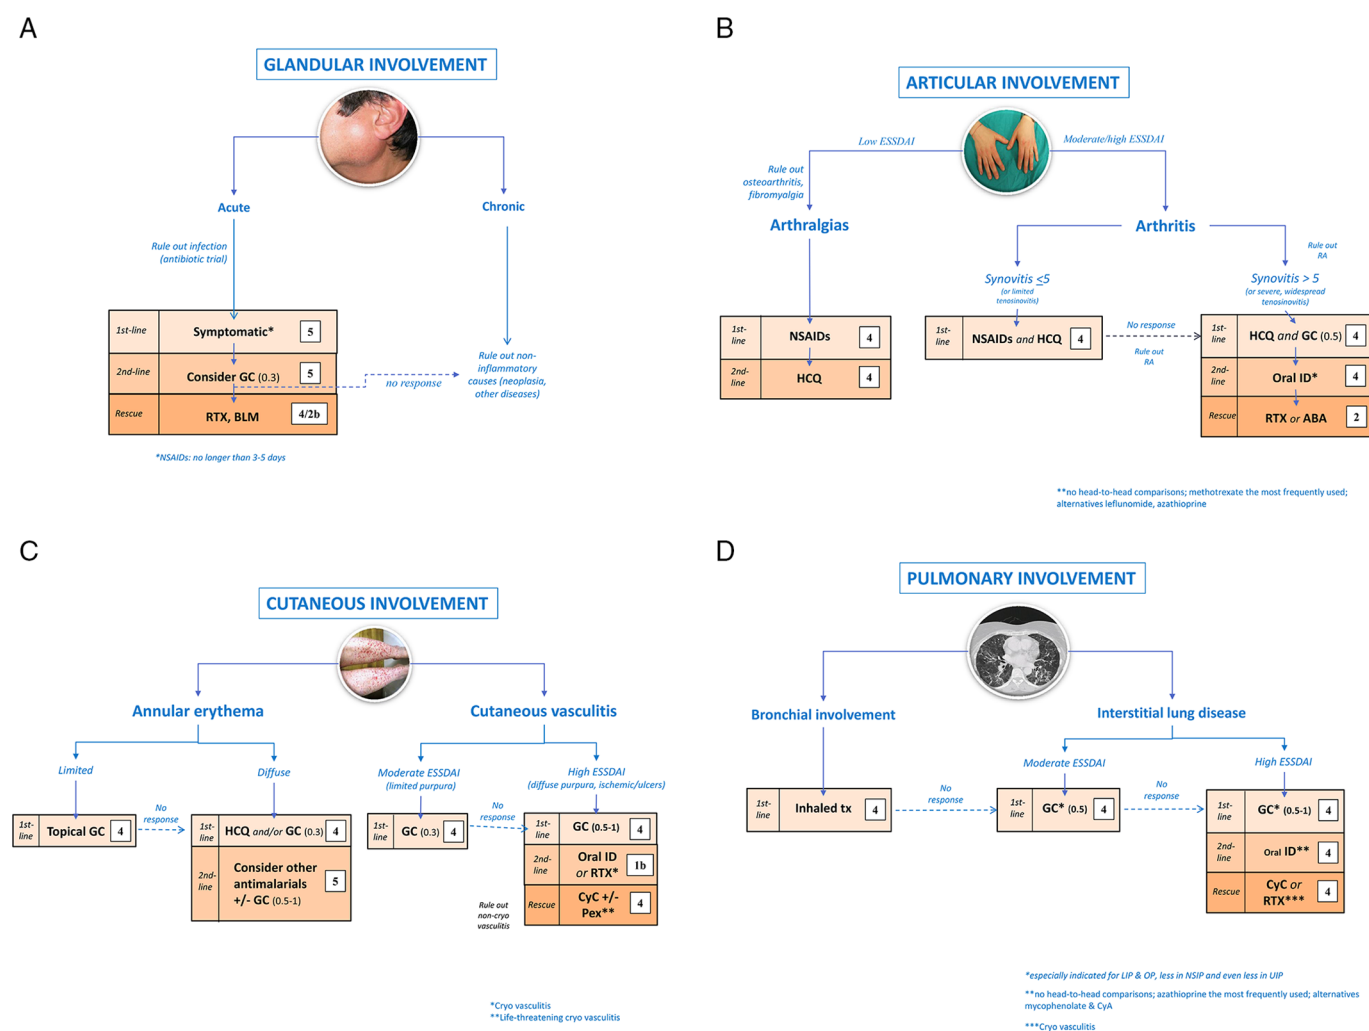 A
GLANDULAR INVOLVEMENT
Acute
Chronic
Rule out infection
(antibiotic trial)
1st-line
Symptomatic*
5
2nd-line
Consider GC (0.3)
5
Rescue
RTX, BLM
4/2b
no response
Rule out non-
inflammatory
causes (neoplasia,
other diseases)
*NSAIDs: no longer than 3-5 days
B
ARTICULAR INVOLVEMENT
Low ESSDAI
Moderate/high ESSDAI
Rule out
osteoarthritis,
fibromyalgia
Arthralgias
Arthritis
Rule out
RA
Synovitis ≤5
(or limited
tenosinovitis)
Synovitis > 5
(or severe, widespread
tenosinovitis)
1st-
line
NSAIDs
4
2nd-
line
HCQ
4
1st-
line
NSAIDs and HCQ
4
No response
Rule out
RA
1st-
line
HCQ and GC (0.5)
4
2nd-
line
Oral ID*
4
Rescue
RTX or ABA
2
**no head-to-head comparisons; methotrexate the most frequently used;
alternatives leflunomide, azathioprine
C
CUTANEOUS INVOLVEMENT
Annular erythema
Cutaneous vasculitis
Limited
Diffuse
Moderate ESSDAI
(limited purpura)
High ESSDAI
(diffuse purpura, ischemic/ulcers)
1st-
line
Topical GC
4
No
response
1st-
line
HCQ and/or GC (0.3)
4
2nd-
line
Consider other
antimalarials
+/- GC (0.5-1)
5
1st-
line
GC (0.3)
4
No
response
1st-
line
GC (0.5-1)
4
2nd-
line
Oral ID
or RTX*
1b
Rescue
CyC +/-
Pex**
4
Rule out
non-cryo
vasculitis
*Cryo vasculitis
**Life-threatening cryo vasculitis
D
PULMONARY INVOLVEMENT
Bronchial involvement
Interstitial lung disease
Moderate ESSDAI
High ESSDAI
1st-
line
Inhaled tx
4
No
response
1st-
line
GC* (0.5)
4
No
response
1st-
line
GC* (0.5-1)
4
2nd-
line
Oral ID**
4
Rescue
CyC or
RTX***
4
*especially indicated for LIP & OP, less in NSIP and even less in UIP
**no head-to-head comparisons; azathioprine the most frequently used; alternatives
mycophenolate & CyA
***Cryo vasculitis